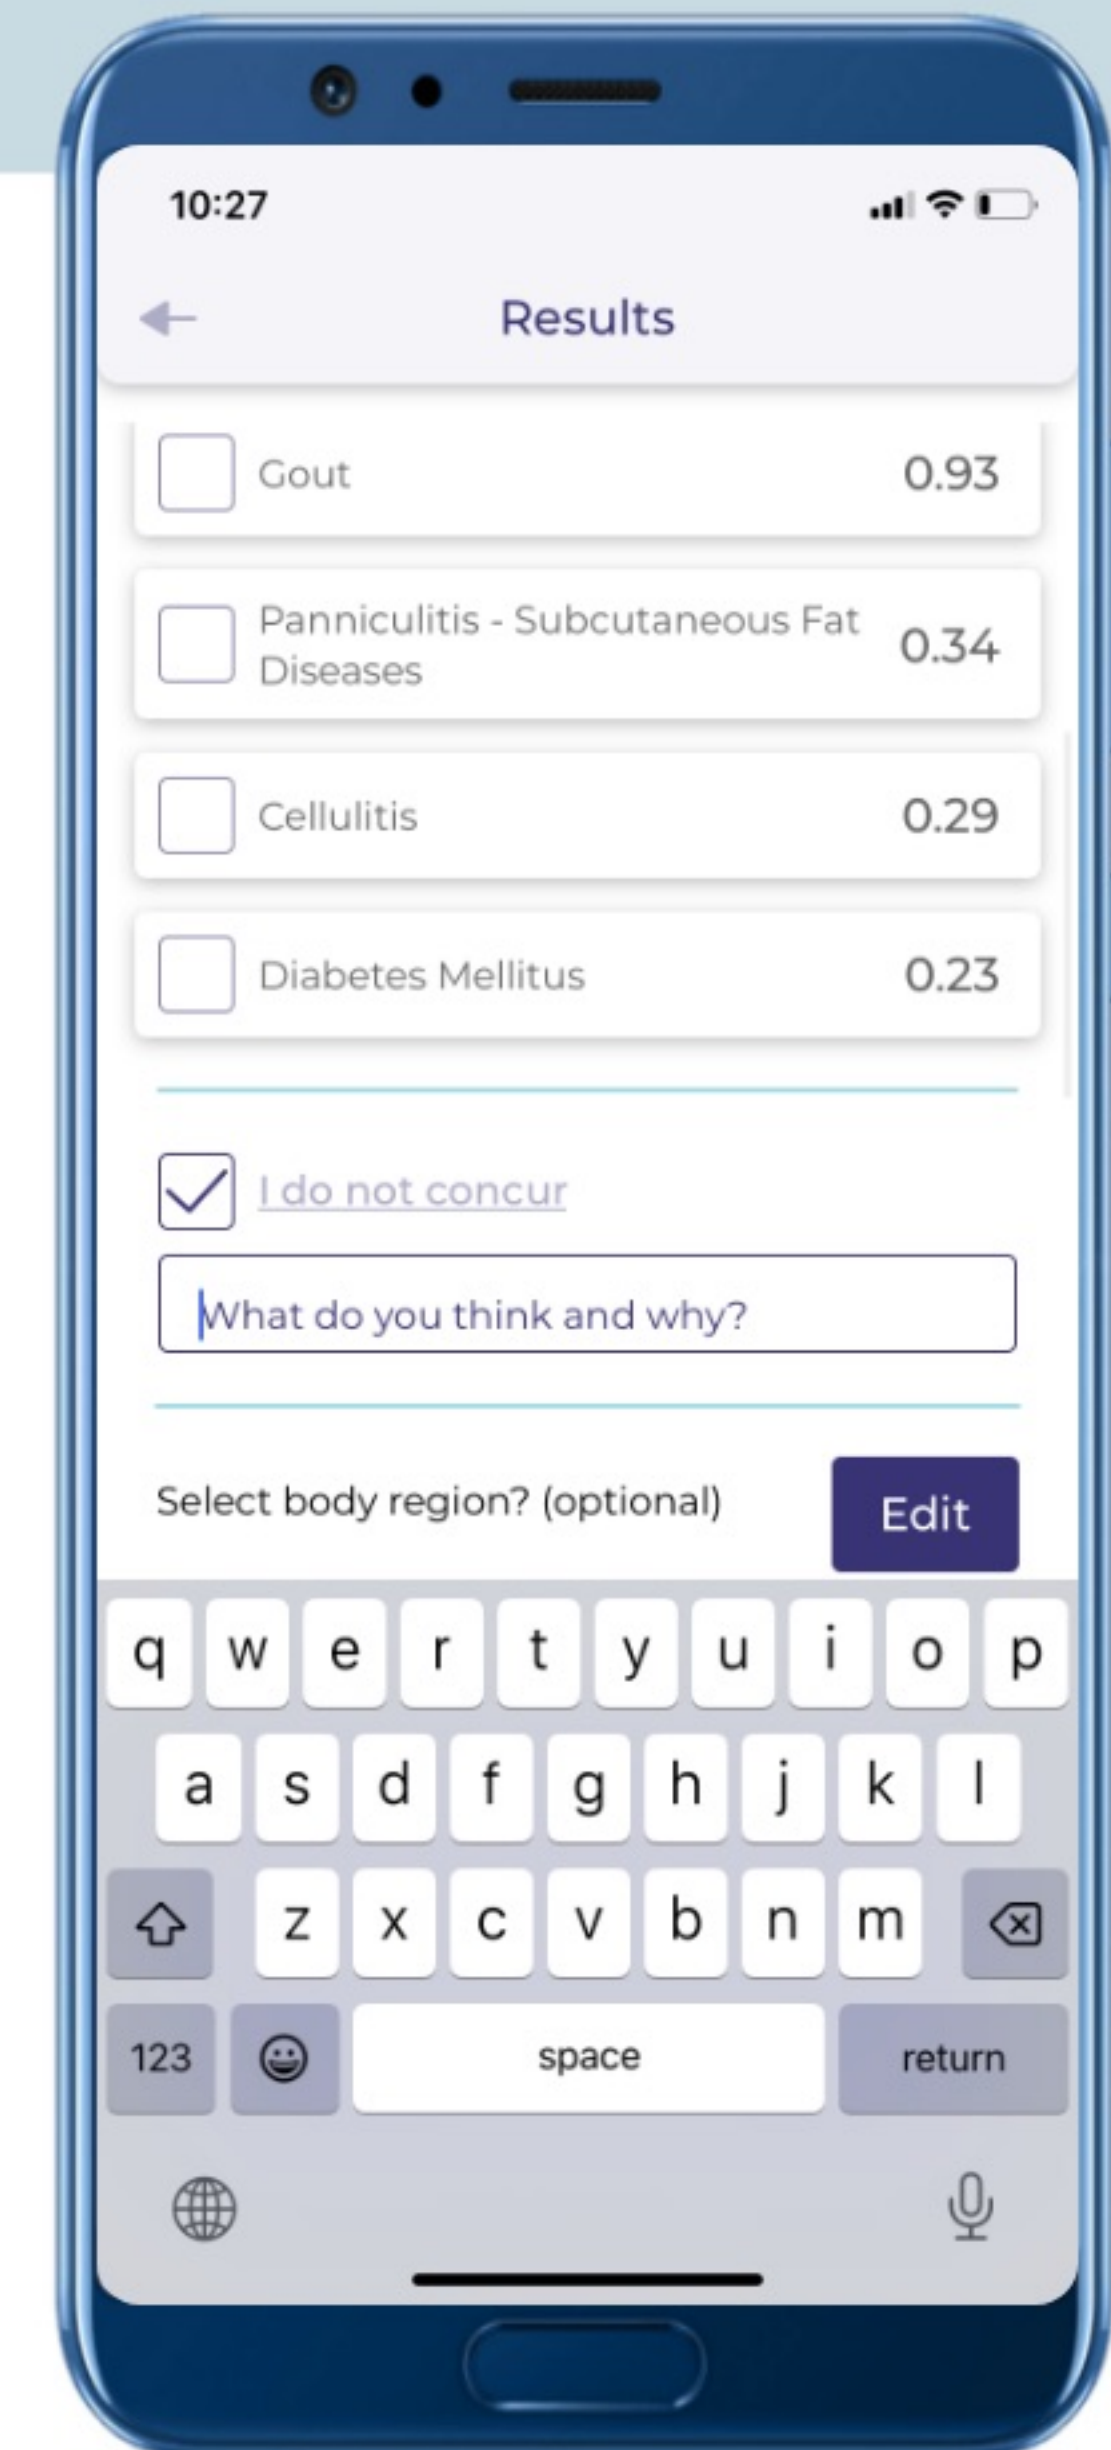 10:27
Results
Gout 0.93
Panniculitis - Subcutaneous Fat
Diseases 0.34
Cellulitis 0.29
Diabetes Mellitus 0.23
I do not concur
What do you think and why?
Select body region? (optional) Edit
q w e r t y u i o p
a s d f g h j k l
z x c v b n m
123 space return